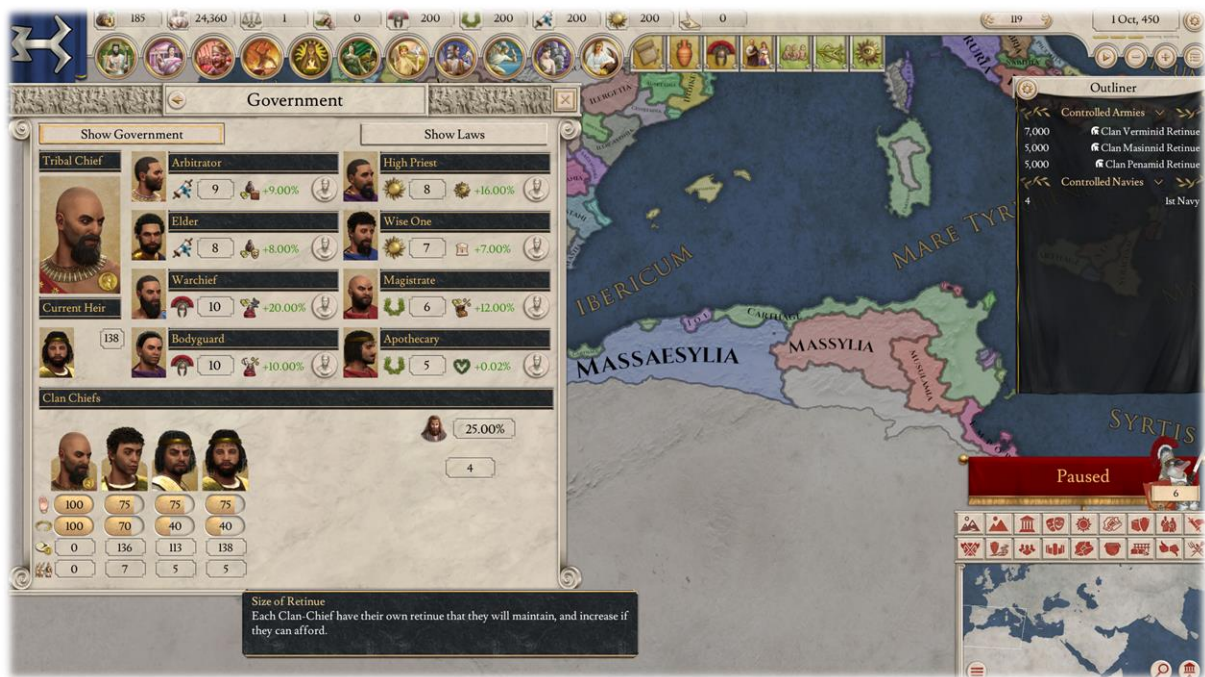 185 24,360 1 0 200 200 200 200 0 119 1 Oct, 450
Government
Show Government Show Laws
Tribal Chief
Arbitrator
9 +9.00%
High Priest
8 +16.00%
Elder
8 +8.00%
Wise One
7 +7.00%
Warchief
10 +20.00%
Magistrate
6 +12.00%
Current Heir
138
Bodyguard
10 +10.00%
Apothecary
5 +0.02%
Clan Chiefs
25.00%
4
100 75 75 75
100 70 40 40
0 136 113 138
0 7 5 5
Size of Retinue
Each Clan-Chief have their own retinue that they will maintain, and increase if
they can afford.
ILERGETIA
IBERICUM
MARE TYR
CARTHAGE
MASSAESYLIA
MASSYLIA
MUSULAMIA
SYRTIS
Outliner
Controlled Armies
7,000 Clan Verminid Retinue
5,000 Clan Masinnid Retinue
5,000 Clan Penamid Retinue
Controlled Navies
4 1st Navy
Paused
6